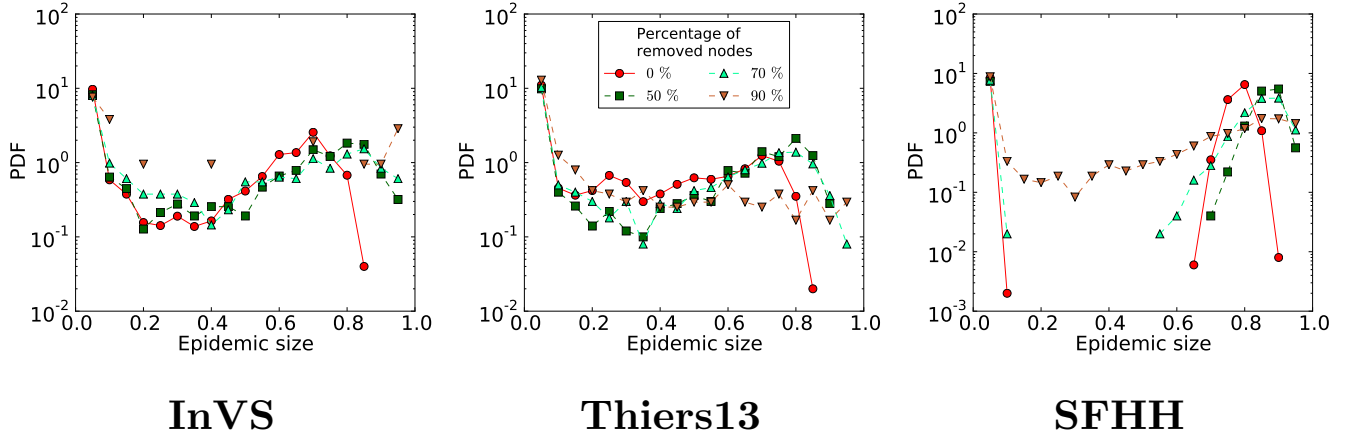 10^2
10^1
10^0
10^-1
10^-2
PDF
0.0 0.2 0.4 0.6 0.8 1.0
Epidemic size
InVS
10^2
10^1
10^0
10^-1
10^-2
PDF
Percentage of
removed nodes
0 % 70 %
50 % 90 %
0.0 0.2 0.4 0.6 0.8 1.0
Epidemic size
Thiers13
10^2
10^1
10^0
10^-1
10^-2
10^-3
PDF
0.0 0.2 0.4 0.6 0.8 1.0
Epidemic size
SFHH